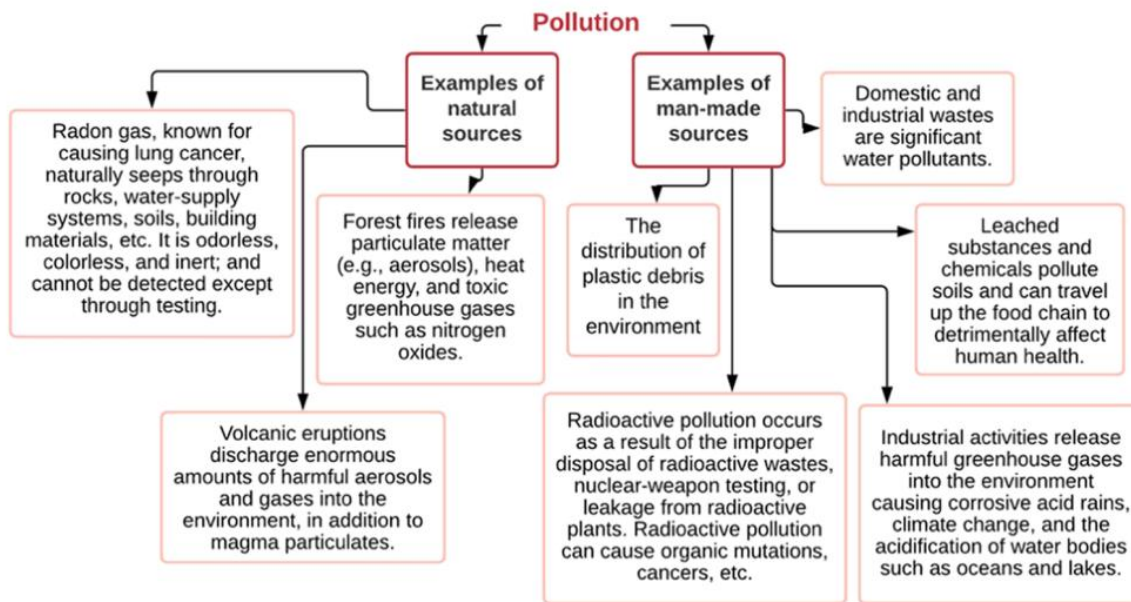 Pollution
Examples of
natural
sources
Examples of
man-made
sources
Domestic and
industrial wastes
are significant
water pollutants.
Radon gas, known for
causing lung cancer,
naturally seeps through
rocks, water-supply
systems, soils, building
materials, etc. It is odorless,
colorless, and inert; and
cannot be detected except
through testing.
Forest fires release
particulate matter
(e.g., aerosols), heat
energy, and toxic
greenhouse gases
such as nitrogen
oxides.
The
distribution of
plastic debris
in the
environment
Leached
substances and
chemicals pollute
soils and can travel
up the food chain to
detrimentally affect
human health.
Volcanic eruptions
discharge enormous
amounts of harmful aerosols
and gases into the
environment, in addition to
magma particulates.
Radioactive pollution occurs
as a result of the improper
disposal of radioactive wastes,
nuclear-weapon testing, or
leakage from radioactive
plants. Radioactive pollution
can cause organic mutations,
cancers, etc.
Industrial activities release
harmful greenhouse gases
into the environment
causing corrosive acid rains,
climate change, and the
acidification of water bodies
such as oceans and lakes.